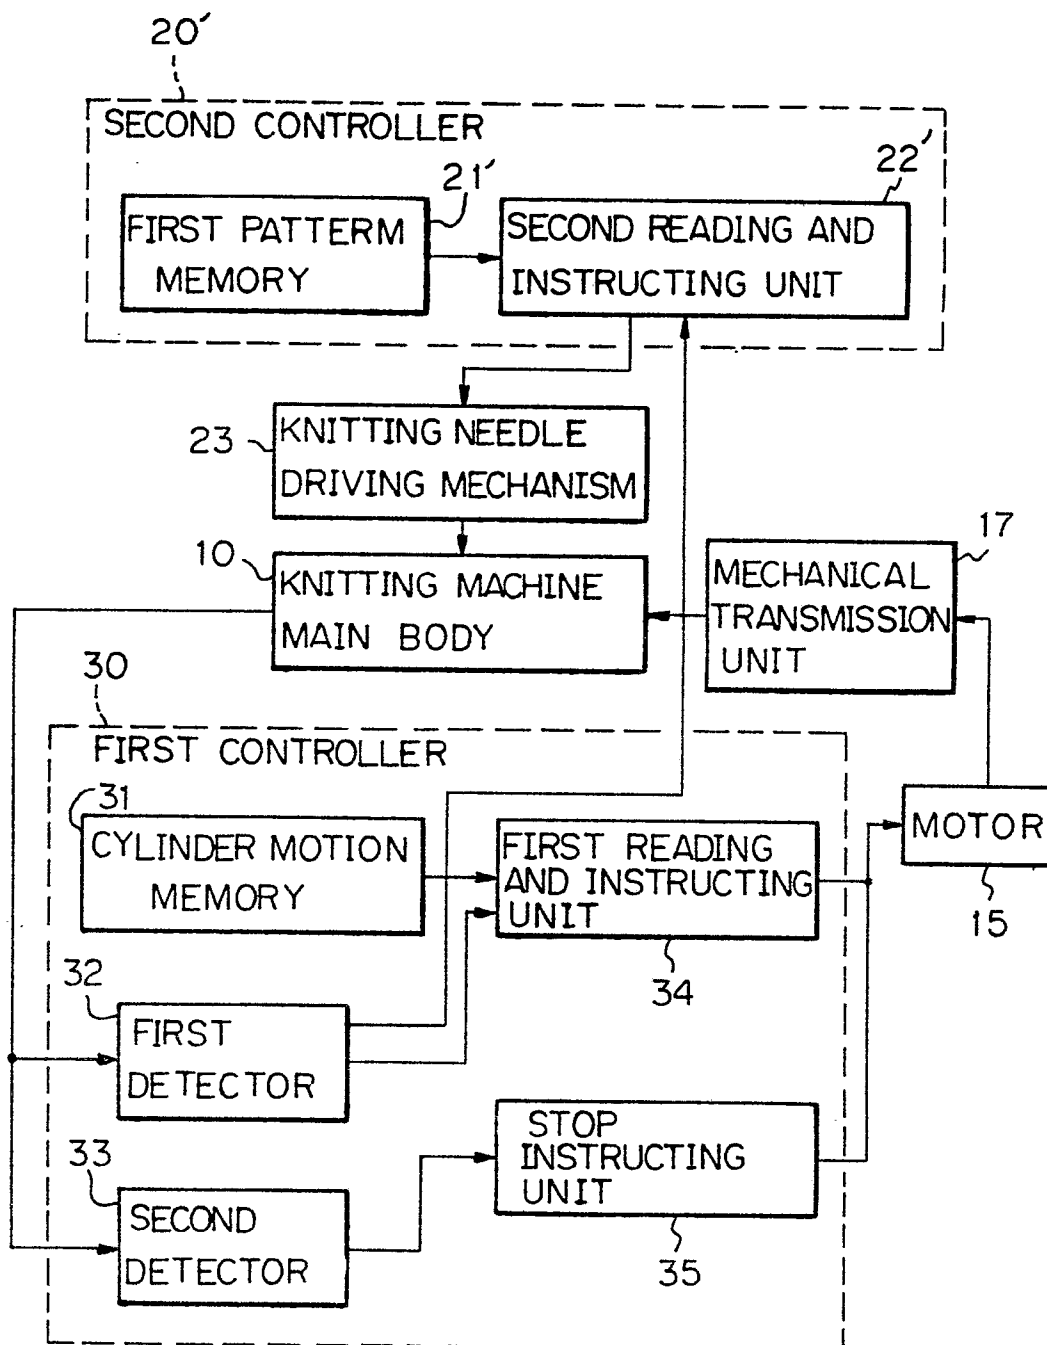 20'
SECOND CONTROLLER
21'
22'
FIRST PATTERM
MEMORY
SECOND READING AND
INSTRUCTING UNIT
23
KNITTING NEEDLE
DRIVING MECHANISM
10
KNITTING MACHINE
MAIN BODY
17
MECHANICAL
TRANSMISSION
UNIT
30
FIRST CONTROLLER
31
CYLINDER MOTION
MEMORY
FIRST READING
AND INSTRUCTING
UNIT
34
MOTOR
15
32
FIRST
DETECTOR
33
SECOND
DETECTOR
STOP
INSTRUCTING
UNIT
35